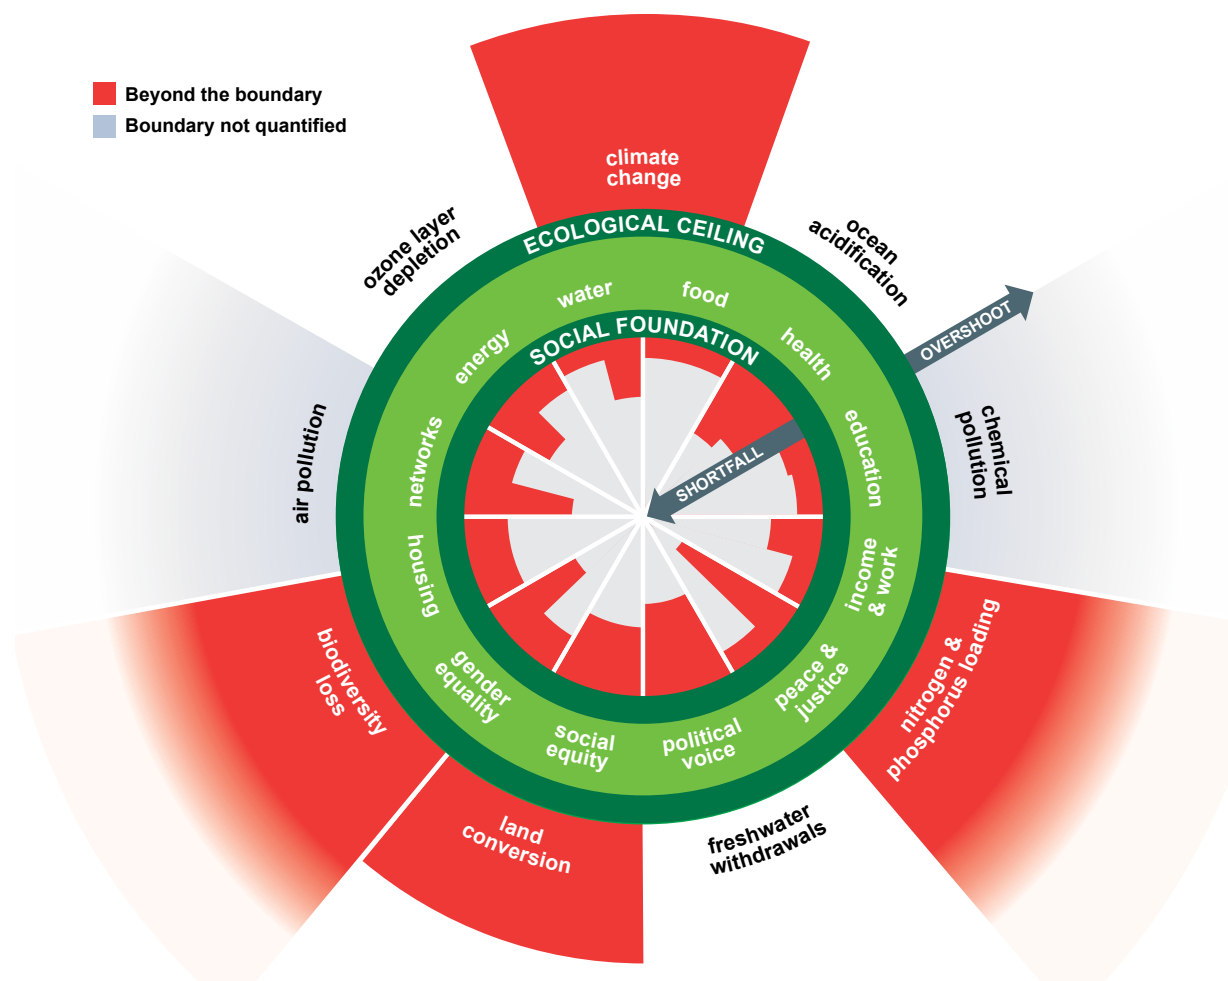 Beyond the boundary
Boundary not quantified
climate
change
ozone layer
depletion
ECOLOGICAL CEILING
ocean
acidification
water
food
energy
SOCIAL FOUNDATION
health
OVERSHOOT
networks
education
SHORTFALL
air pollution
chemical
pollution
housing
income
& work
biodiversity
loss
gender
equality
social
equity
political
voice
peace &
justice
nitrogen &
phosphorus loading
land
conversion
freshwater
withdrawals